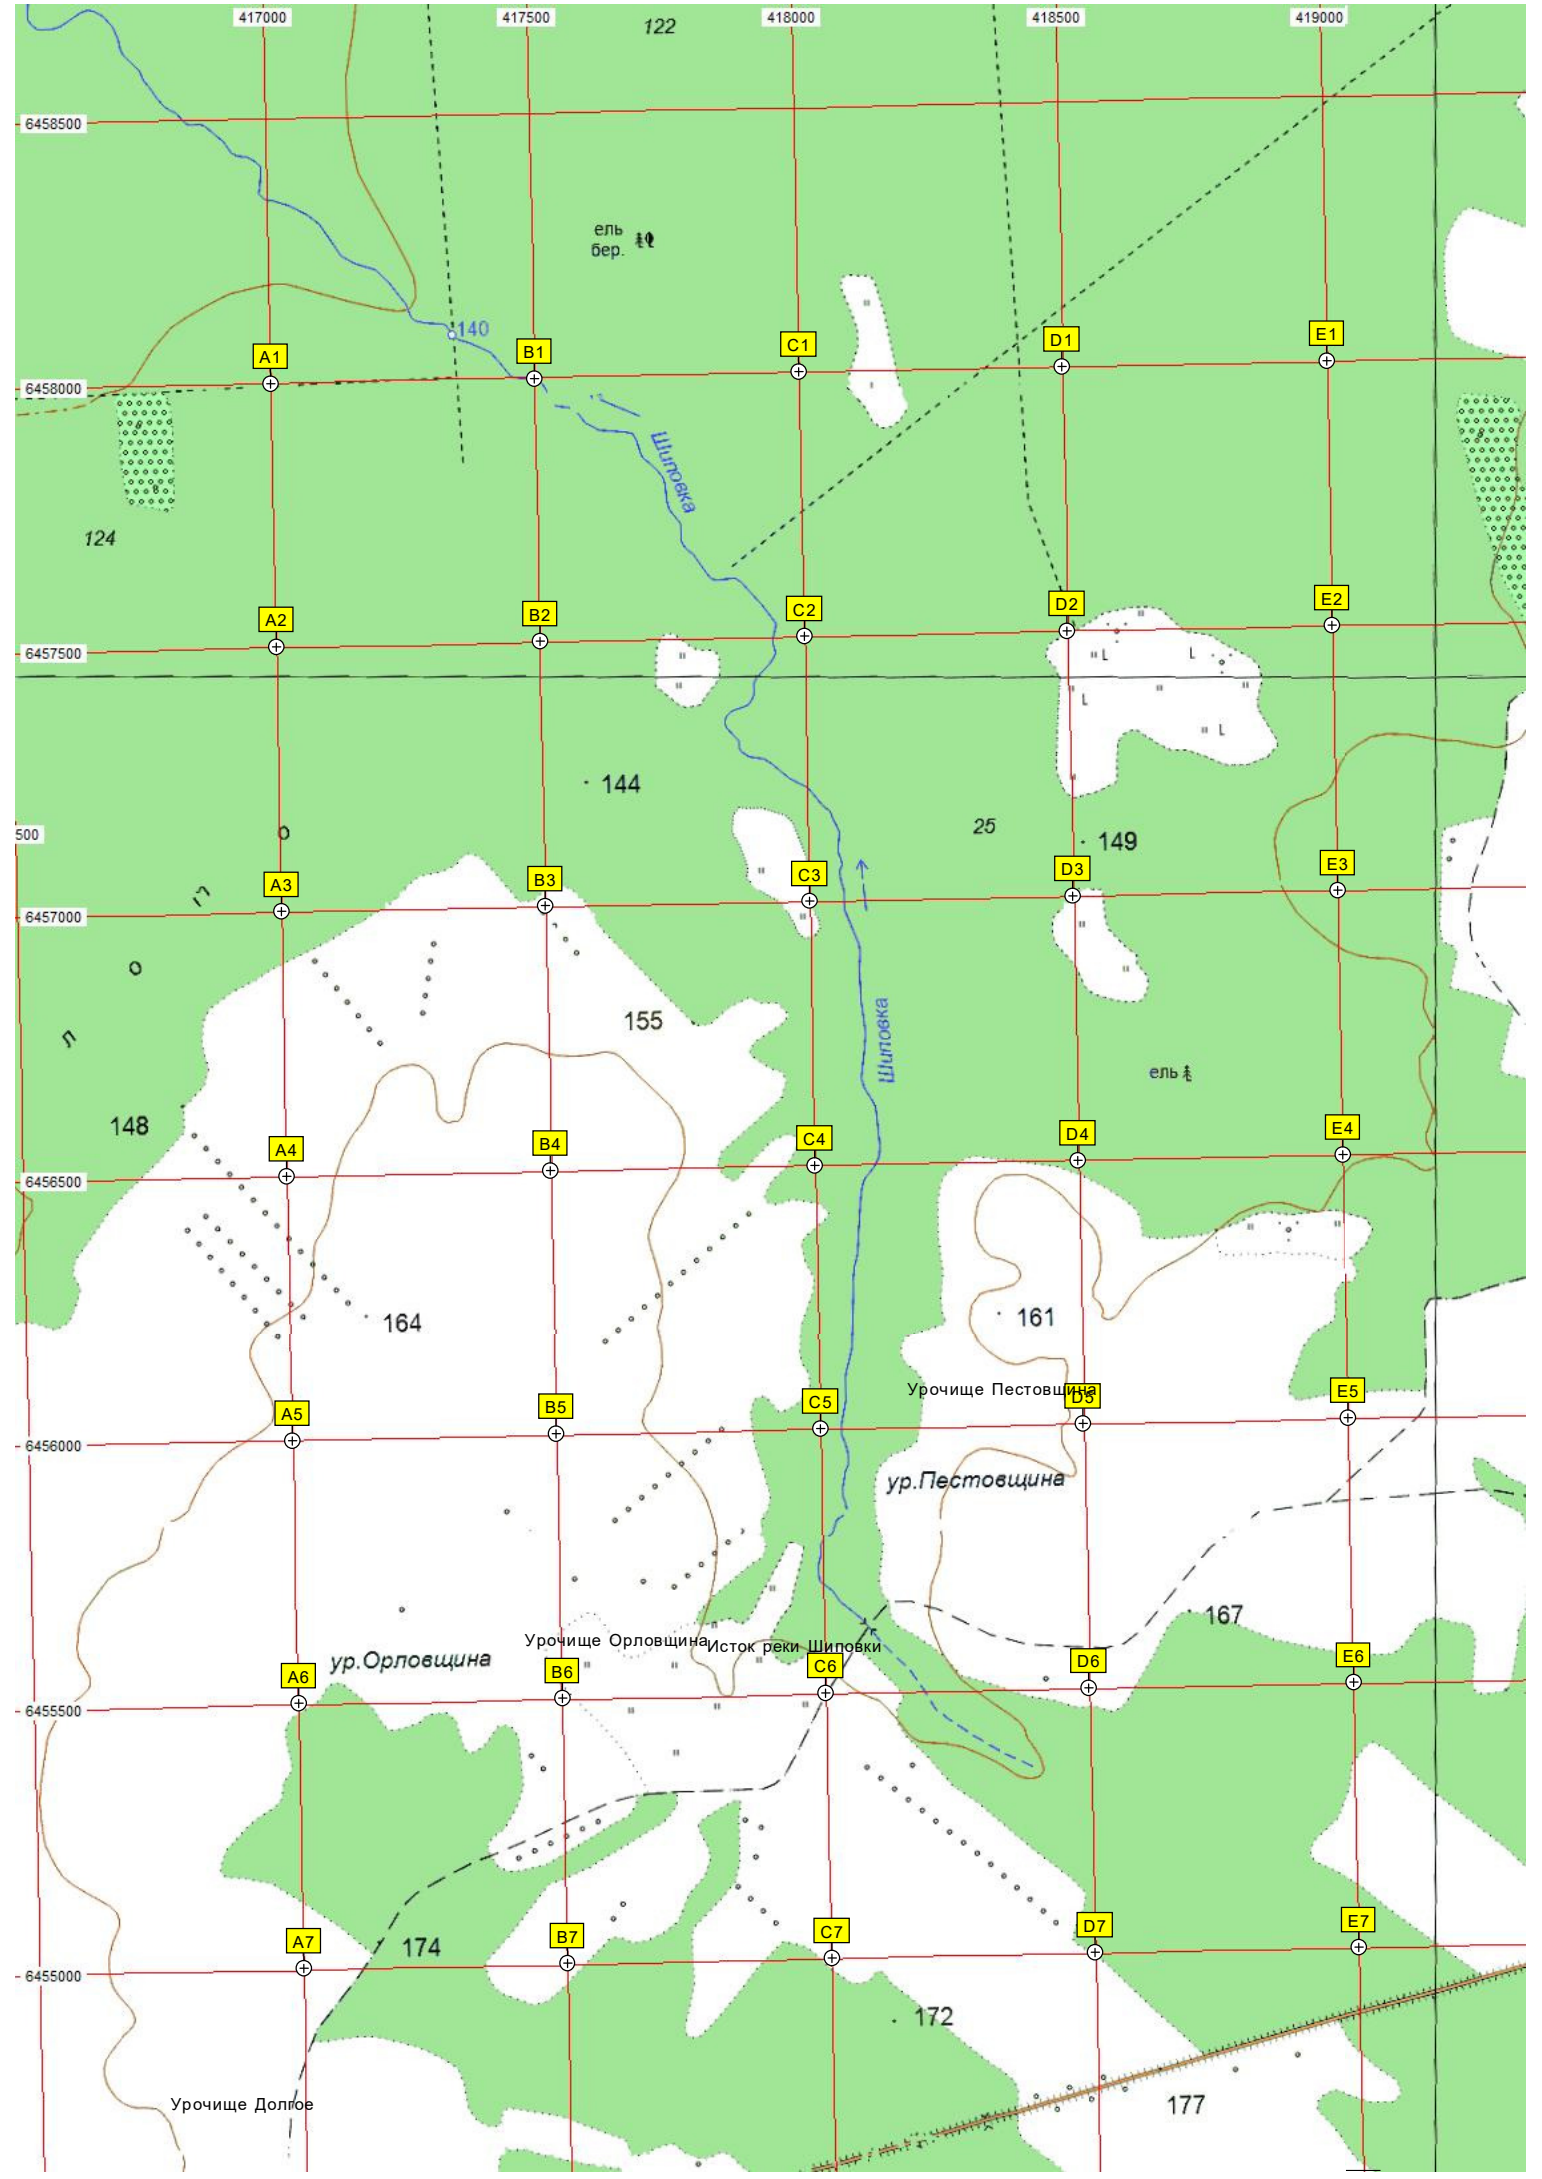 417000 417500 418000 418500 419000
122
6458500
ель
бер.
140
A1 B1 C1 D1 E1
6458000
Шиповка
124
A2 B2 C2 D2 E2
6457500
L L
L
L
144
25
149
500
О
A3 B3 C3 D3 E3
6457000
О
155
Шиповка
Л
ель
148
A4 B4 C4 D4 E4
6456500
164
161
Урочище Пестовщина
A5 B5 C5 D5 E5
6456000
ур.Пестовщина
167
Урочище Орловщина
Исток реки Шиповки
ур.Орловщина
A6 B6 C6 D6 E6
6455500
A7 B7 C7 D7 E7
174
6455000
172
177
Урочище Долгое